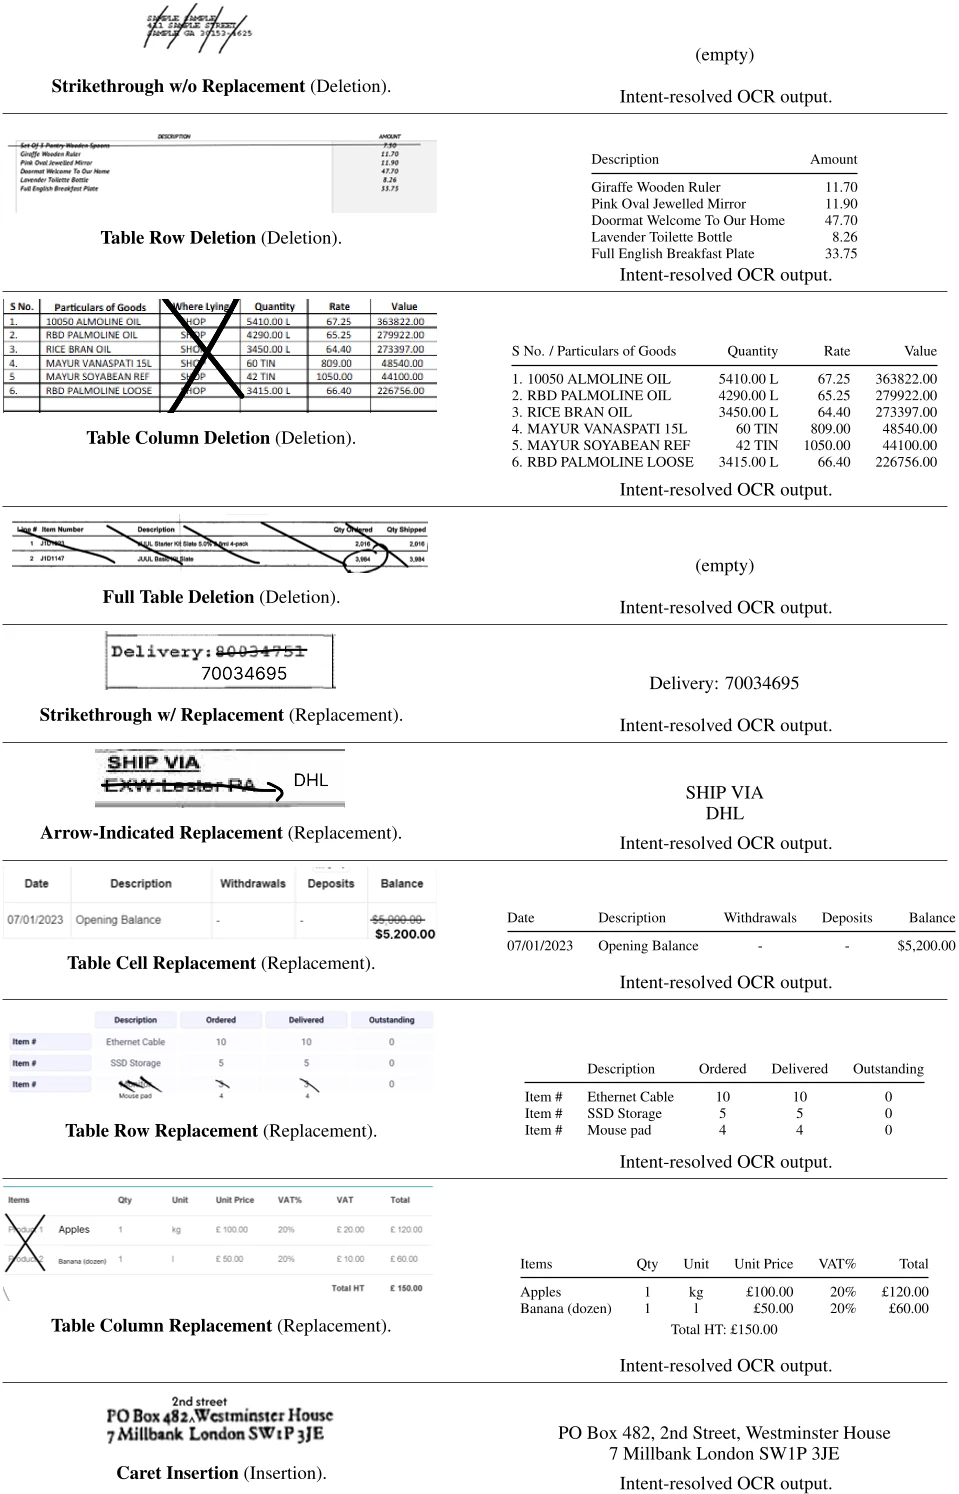 SAMPLE SAMPLE
411 SAMPLE STREET
SAMPLE GA 30153-4625
(empty)
Strikethrough w/o Replacement (Deletion).
Intent-resolved OCR output.
DESCRIPTION AMOUNT
Set Of 5 Pantry Wooden Spoons 7.50
Giraffe Wooden Ruler 11.70
Pink Oval Jewelled Mirror 11.90
Doormat Welcome To Our Home 47.70
Lavender Toilette Bottle 8.26
Full English Breakfast Plate 33.75
Table Row Deletion (Deletion).
Description Amount
Giraffe Wooden Ruler 11.70
Pink Oval Jewelled Mirror 11.90
Doormat Welcome To Our Home 47.70
Lavender Toilette Bottle 8.26
Full English Breakfast Plate 33.75
Intent-resolved OCR output.
S No. Particulars of Goods Where Lying Quantity Rate Value
1. 10050 ALMOLINE OIL SHOP 5410.00 L 67.25 363822.00
2. RBD PALMOLINE OIL SHOP 4290.00 L 65.25 279922.00
3. RICE BRAN OIL SHOP 3450.00 L 64.40 273397.00
4. MAYUR VANASPATI 15L SHOP 60 TIN 809.00 48540.00
5 MAYUR SOYABEAN REF SHOP 42 TIN 1050.00 44100.00
6. RBD PALMOLINE LOOSE SHOP 3415.00 L 66.40 226756.00
Table Column Deletion (Deletion).
S No. / Particulars of Goods Quantity Rate Value
1. 10050 ALMOLINE OIL 5410.00 L 67.25 363822.00
2. RBD PALMOLINE OIL 4290.00 L 65.25 279922.00
3. RICE BRAN OIL 3450.00 L 64.40 273397.00
4. MAYUR VANASPATI 15L 60 TIN 809.00 48540.00
5. MAYUR SOYABEAN REF 42 TIN 1050.00 44100.00
6. RBD PALMOLINE LOOSE 3415.00 L 66.40 226756.00
Intent-resolved OCR output.
Line # Item Number Description Qty Ordered Qty Shipped
1 JUUL Starter Kit Slate 5.0% 4-pack 2,016 2,016
2 J1D1147 JUUL Basic Kit Slate 3,984 3,984
Full Table Deletion (Deletion).
(empty)
Intent-resolved OCR output.
Delivery: 80034751
70034695
Strikethrough w/ Replacement (Replacement).
Delivery: 70034695
Intent-resolved OCR output.
SHIP VIA
EXW: Lester PA DHL
Arrow-Indicated Replacement (Replacement).
SHIP VIA
DHL
Intent-resolved OCR output.
Date Description Withdrawals Deposits Balance
07/01/2023 Opening Balance - - $5,000.00
$5,200.00
Table Cell Replacement (Replacement).
Date Description Withdrawals Deposits Balance
07/01/2023 Opening Balance - - $5,200.00
Intent-resolved OCR output.
Description Ordered Delivered Outstanding
Item # Ethernet Cable 10 10 0
Item # SSD Storage 5 5 0
Item # 3 3 0
Mouse pad 4 4
Table Row Replacement (Replacement).
Description Ordered Delivered Outstanding
Item # Ethernet Cable 10 10 0
Item # SSD Storage 5 5 0
Item # Mouse pad 4 4 0
Intent-resolved OCR output.
Items Qty Unit Unit Price VAT% VAT Total
Product 1 Apples 1 kg £ 100.00 20% £ 20.00 £ 120.00
Product 2 Banana (dozen) 1 l £ 50.00 20% £ 10.00 £ 60.00
Total HT £ 150.00
Table Column Replacement (Replacement).
Items Qty Unit Unit Price VAT% Total
Apples 1 kg £100.00 20% £120.00
Banana (dozen) 1 l £50.00 20% £60.00
Total HT: £150.00
Intent-resolved OCR output.
2nd street
PO Box 482, Westminster House
7 Millbank London SW1P 3JE
Caret Insertion (Insertion).
PO Box 482, 2nd Street, Westminster House
7 Millbank London SW1P 3JE
Intent-resolved OCR output.